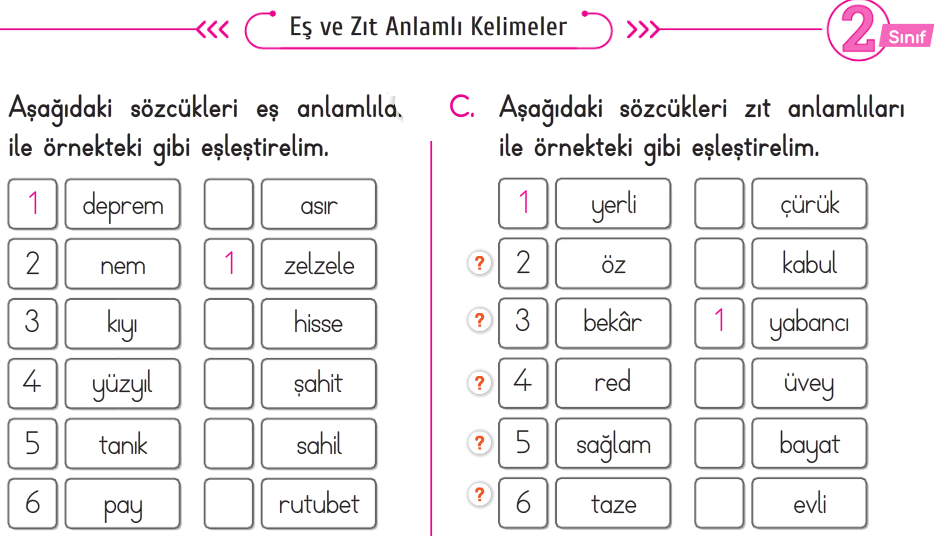 Eş ve Zıt Anlamlı Kelimeler
2 Sınıf
Aşağıdaki sözcükleri eş
ile örnekteki gibi eşleştirelim.
1 deprem asır
2 nem 1 zelzele
3 kıyı hisse
4 yüzyıl şahit
5 tanık sahil
6 pay rutubet
C. Aşağıdaki sözcükleri zıt anlamlıları
ile örnekteki gibi eşleştirelim.
1 yerli çürük
? 2 öz kabul
? 3 bekâr 1 yabancı
? 4 red üvey
? 5 sağlam bayat
? 6 taze evli